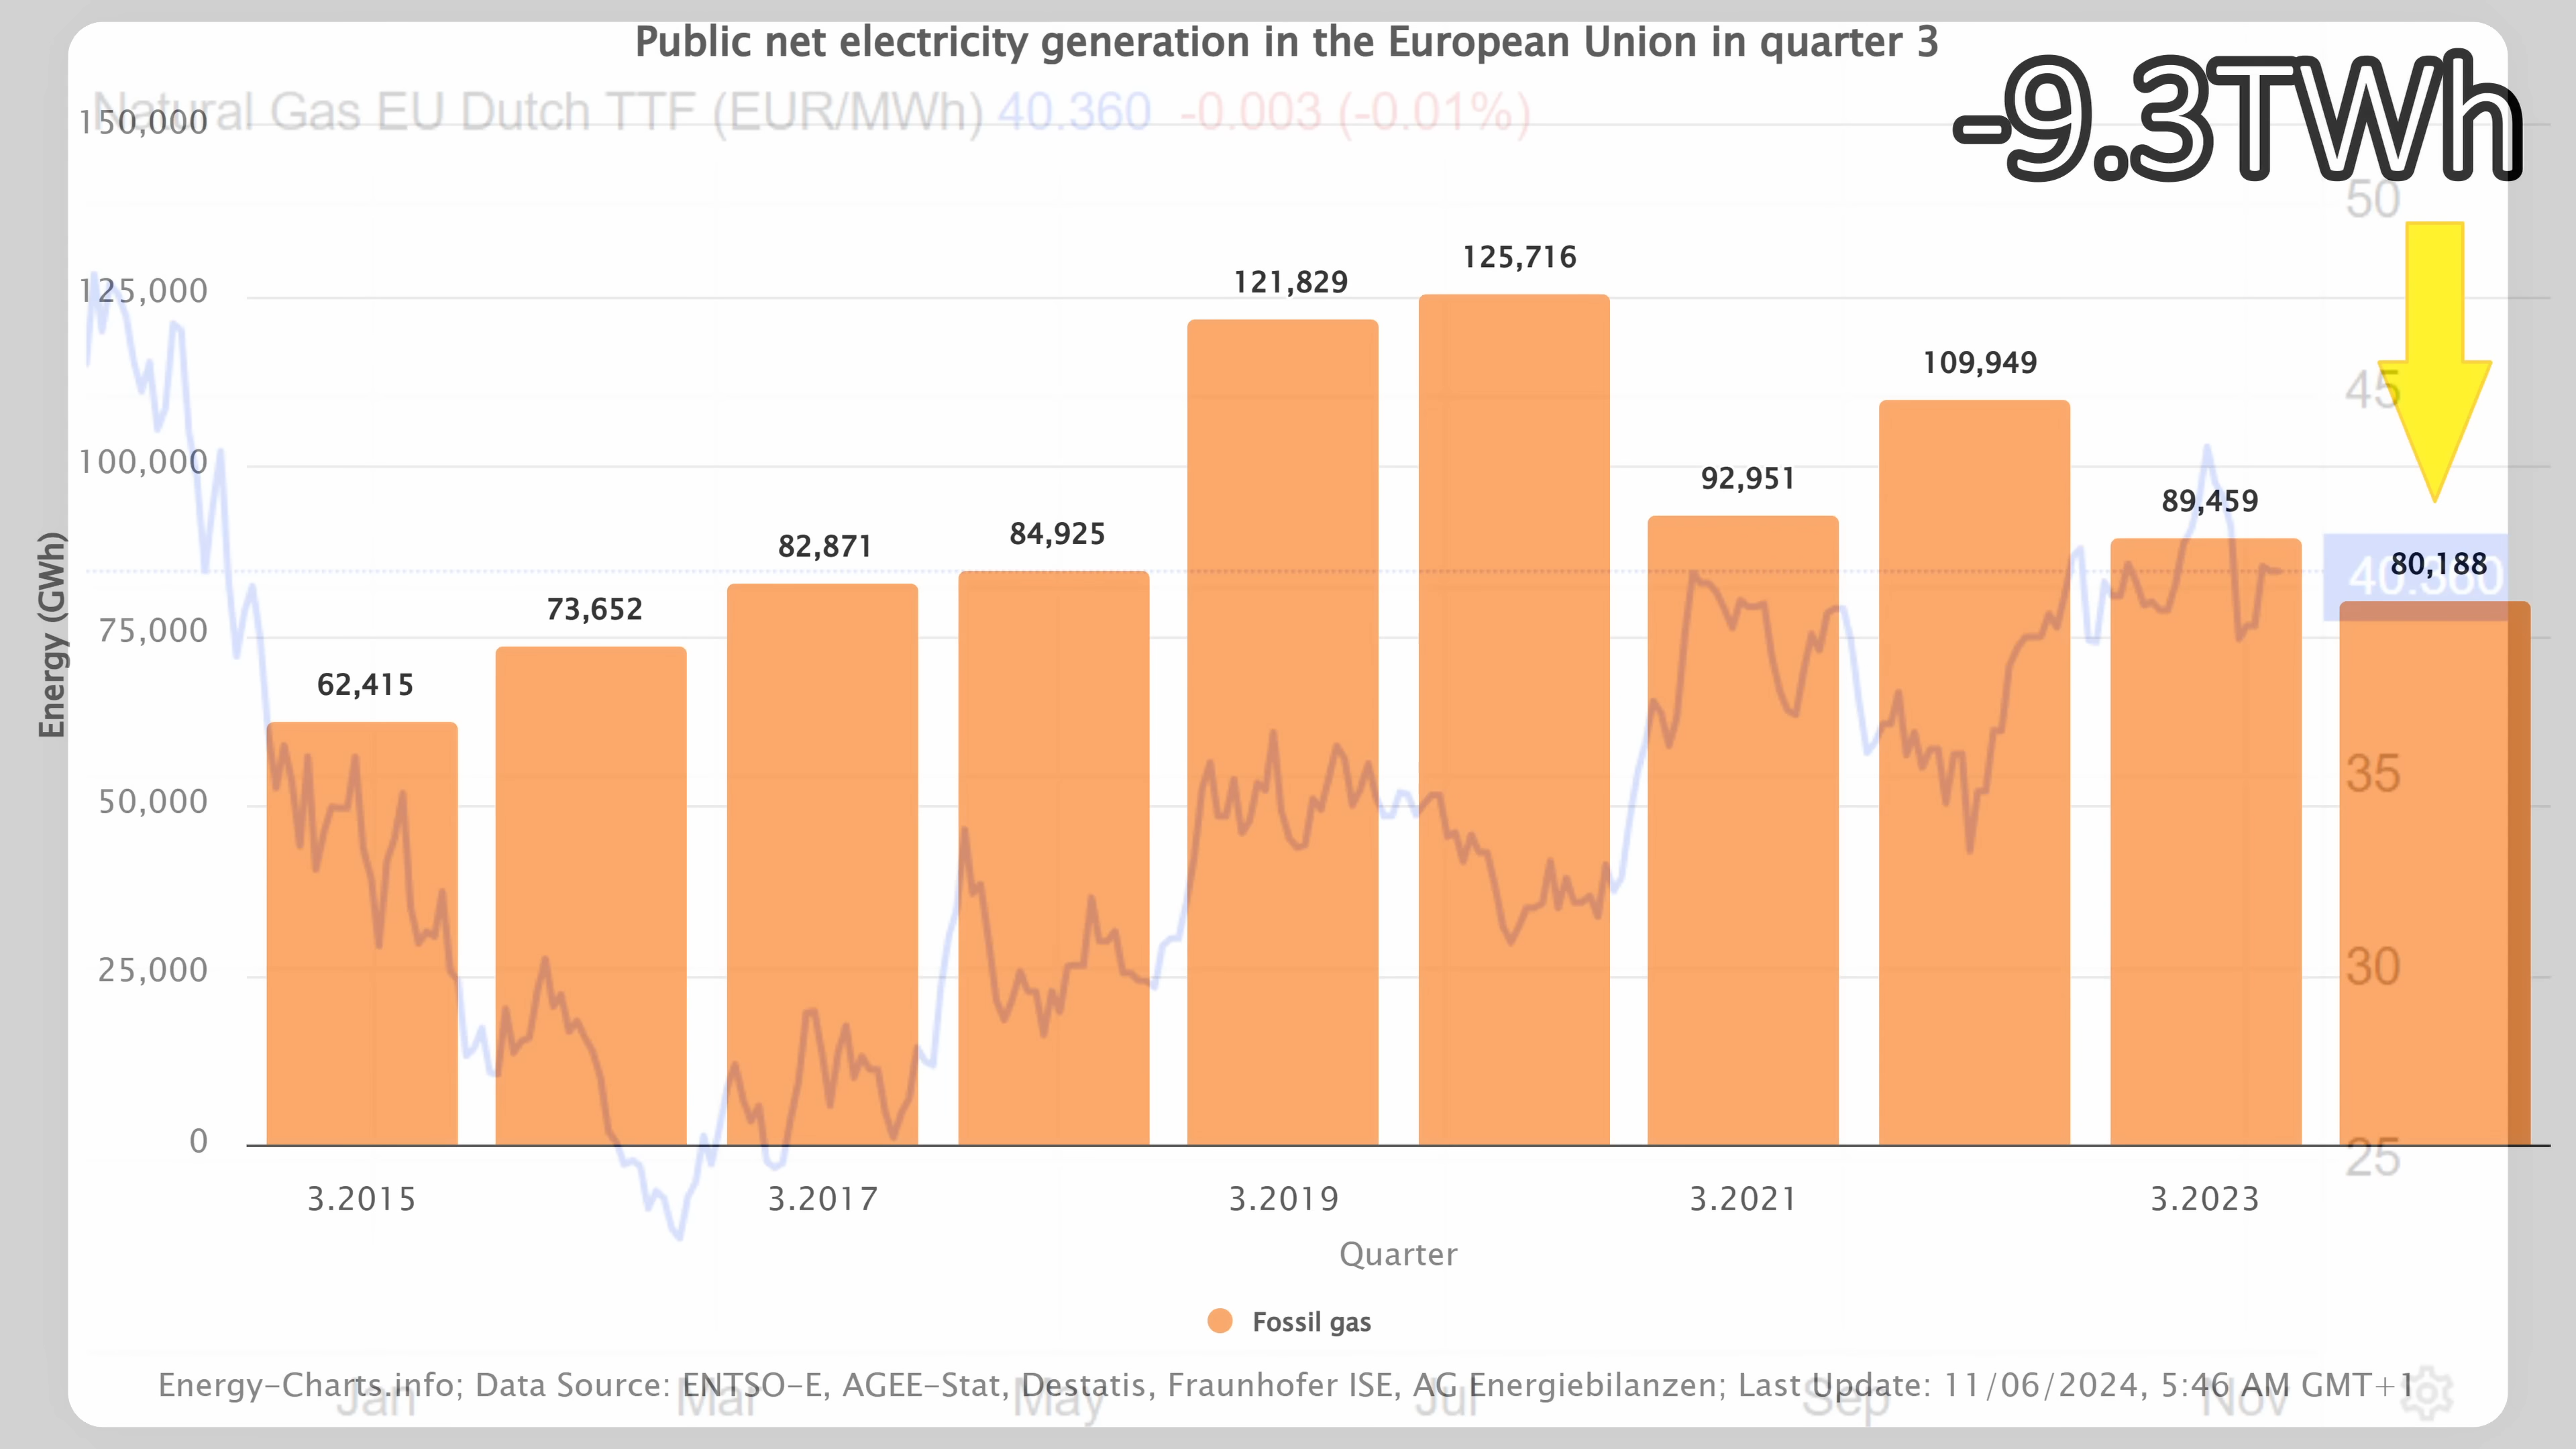 Public net electricity generation in the European Union in quarter 3
-9.3TWh
Natural Gas EU Dutch TTF (EUR/MWh) 40.360 -0.003 (-0.01%)
150,000
125,000
100,000
75,000
50,000
25,000
0
Energy (GWh)
62,415
73,652
82,871
84,925
121,829
125,716
92,951
109,949
89,459
80,188
40.360
50
45
35
30
25
3.2015 3.2017 3.2019 3.2021 3.2023
Quarter
Fossil gas
Energy-Charts.info; Data Source: ENTSO-E, AGEE-Stat, Destatis, Fraunhofer ISE, AG Energiebilanzen; Last Update: 11/06/2024, 5:46 AM GMT+1
Jan Mar May Jul Sep Nov